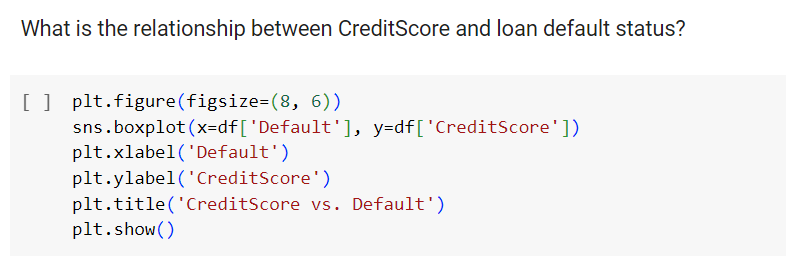 What is the relationship between CreditScore and loan default status?
[ ] plt.figure(figsize=(8, 6))
sns.boxplot(x=df['Default'], y=df['CreditScore'])
plt.xlabel('Default')
plt.ylabel('CreditScore')
plt.title('CreditScore vs. Default')
plt.show()